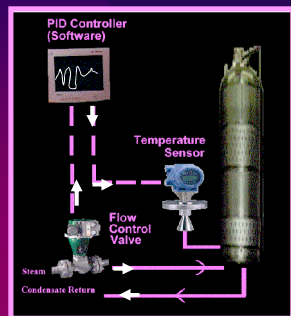 PID Controller
(Software)
Temperature
Sensor
Flow
Control
Valve
Steam
Condensate Return